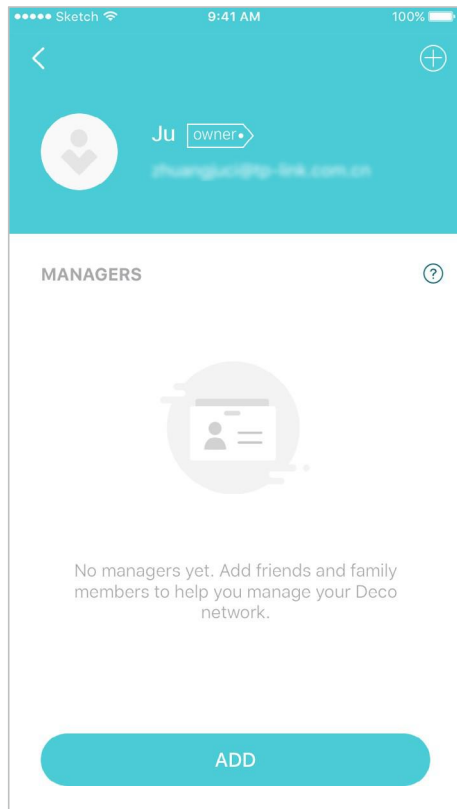 Sketch 9:41 AM 100%
Ju owner
MANAGERS ?
No managers yet. Add friends and family
members to help you manage your Deco
network.
ADD